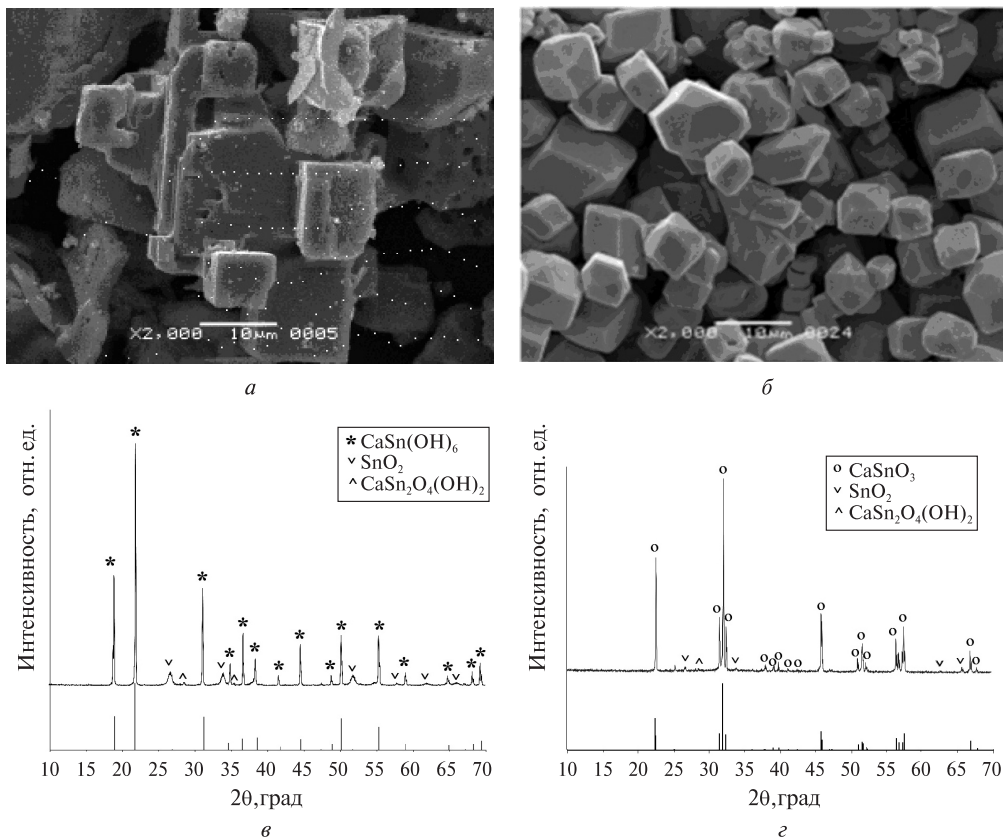 ×2,000 10μm 0005
×2,000 10μm 0024
а
б
Интенсивность, отн. ед.
* CaSn(OH)₆
˅ SnO₂
˄ CaSn₂O₄(OH)₂
10 15 20 25 30 35 40 45 50 55 60 65 70
2θ,град
в
Интенсивность, отн. ед.
o CaSnO₃
˅ SnO₂
˄ CaSn₂O₄(OH)₂
10 15 20 25 30 35 40 45 50 55 60 65 70
2θ,град
г